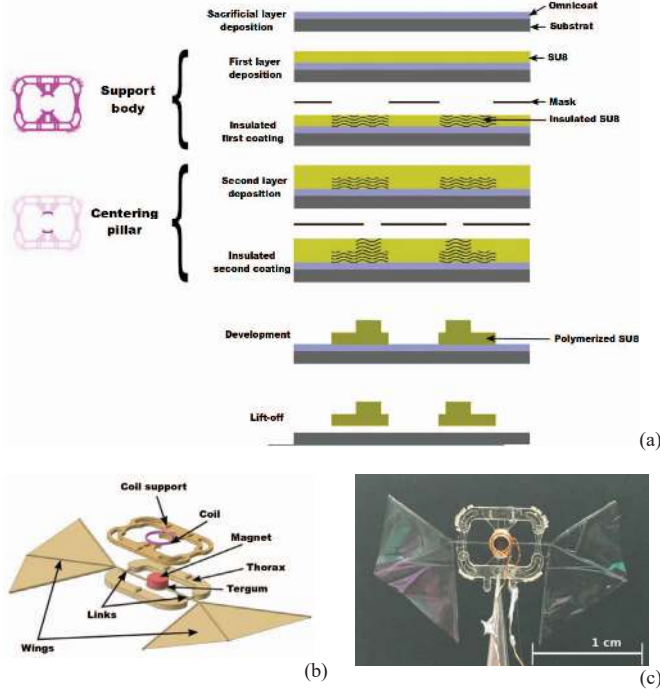 Sacrificial layer
deposition
Omnicoat
Substrat
First layer
deposition
SU8
Support
body
Mask
Insulated
first coating
Insulated SU8
Second layer
deposition
Centering
pillar
Insulated
second coating
Development
Polymerized SU8
Lift-off
(a)
Coil support
Coil
Magnet
Thorax
Tergum
Links
Wings
(b)
1 cm
(c)